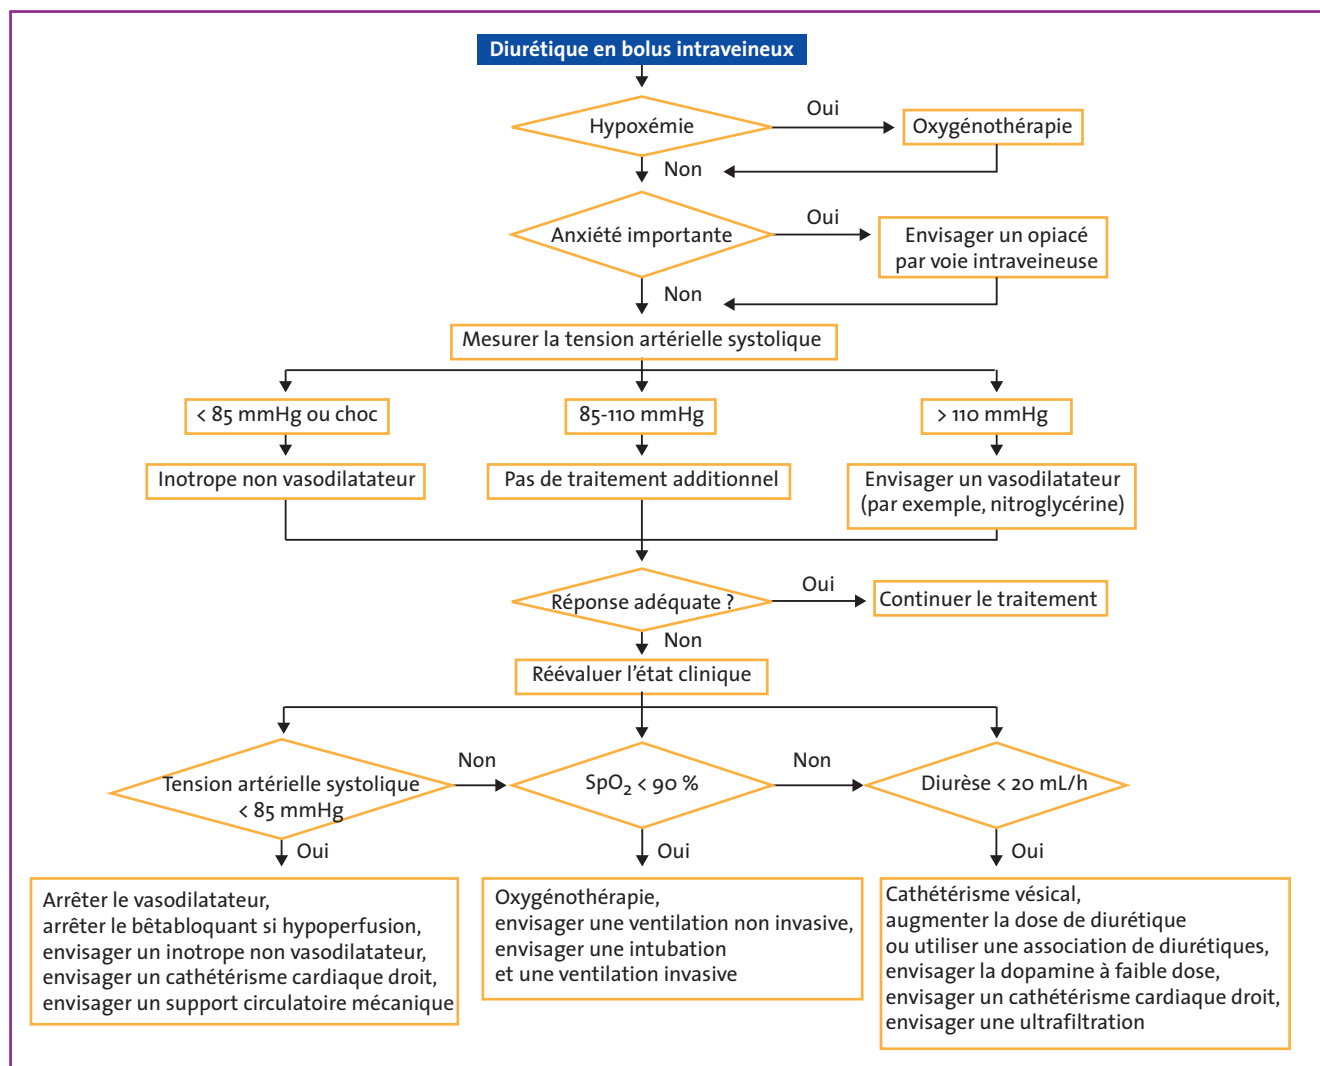 Diurétique en bolus intraveineux
Oui
Hypoxémie
Oxygénothérapie
Non
Oui
Anxiété importante
Envisager un opiacé
par voie intraveineuse
Non
Mesurer la tension artérielle systolique
< 85 mmHg ou choc
85-110 mmHg
> 110 mmHg
Inotrope non vasodilatateur
Pas de traitement additionnel
Envisager un vasodilatateur
(par exemple, nitroglycérine)
Réponse adéquate ?
Oui
Continuer le traitement
Non
Réévaluer l’état clinique
Tension artérielle systolique
< 85 mmHg
Non
SpO₂ < 90 %
Non
Diurèse < 20 mL/h
Oui
Oui
Oui
Arrêter le vasodilatateur,
arrêter le bêtabloquant si hypoperfusion,
envisager un inotrope non vasodilatateur,
envisager un cathétérisme cardiaque droit,
envisager un support circulatoire mécanique
Oxygénothérapie,
envisager une ventilation non invasive,
envisager une intubation
et une ventilation invasive
Cathétérisme vésical,
augmenter la dose de diurétique
ou utiliser une association de diurétiques,
envisager la dopamine à faible dose,
envisager un cathétérisme cardiaque droit,
envisager une ultrafiltration